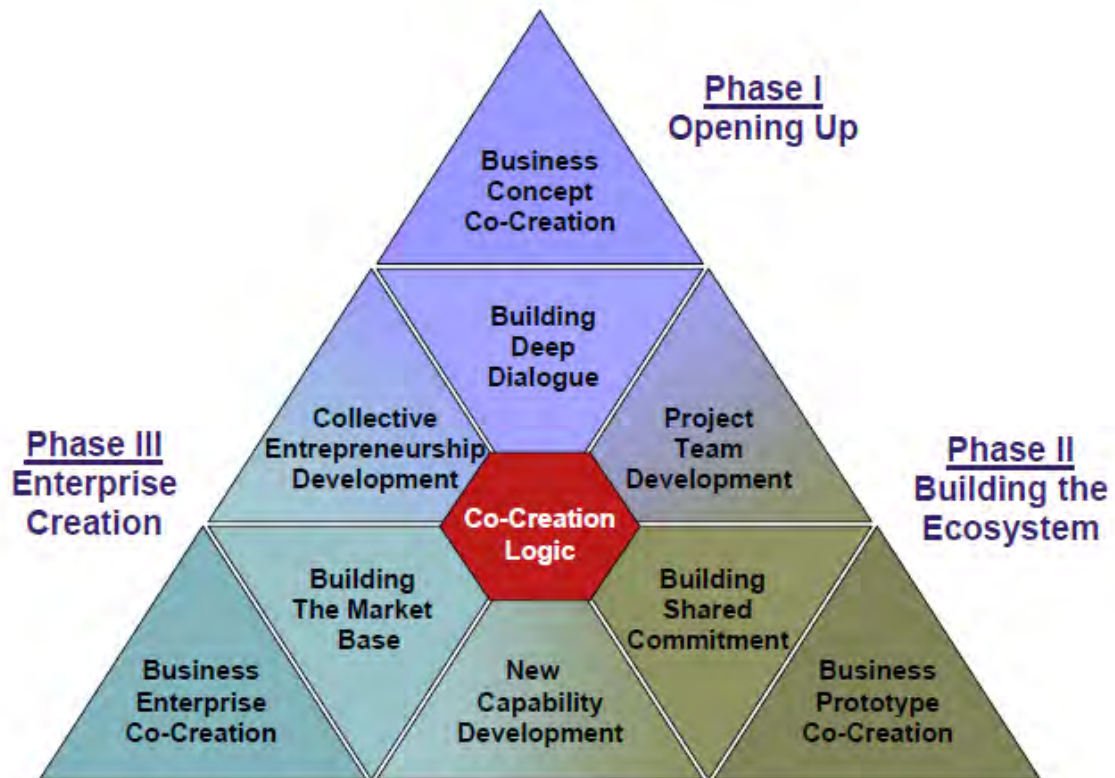 Phase I
Opening Up
Business
Concept
Co-Creation
Building
Deep
Dialogue
Collective
Entrepreneurship
Development
Project
Team
Development
Phase III
Enterprise
Creation
Phase II
Building the
Ecosystem
Co-Creation
Logic
Building
The Market
Base
Building
Shared
Commitment
Business
Enterprise
Co-Creation
New
Capability
Development
Business
Prototype
Co-Creation